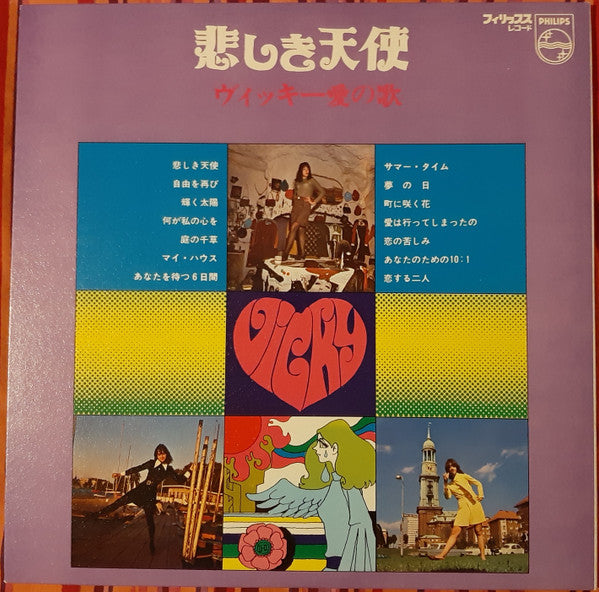 悲しき天使
ヴィッキー愛の歌
フィリップス
レコード
PHILIPS
悲しき天使
自由を再び
輝く太陽
何が私の心を
庭の千草
マイ・ハウス
あなたを待つ6日間
サマー・タイム
夢の日
町に咲く花
愛は行ってしまったの
恋の苦しみ
あなたのための10:1
恋する二人
VICKY